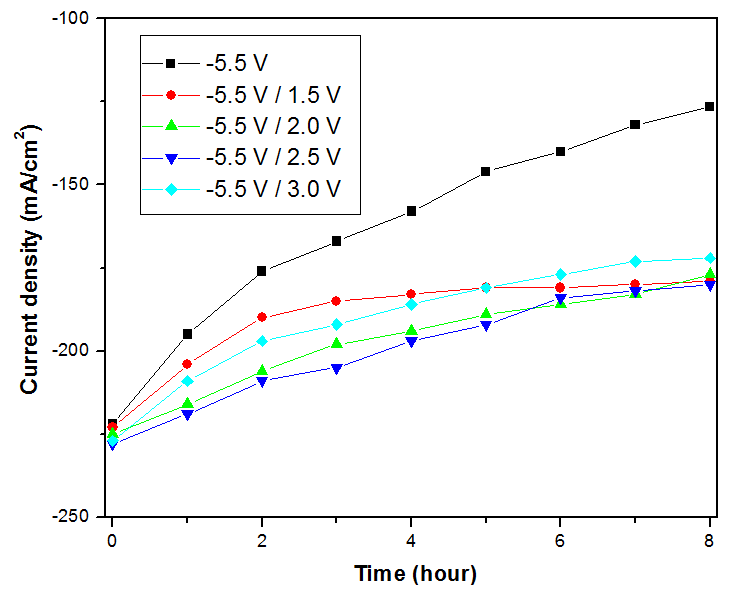 -100
-150
-200
-250
0
2
4
6
8
Current density (mA/cm²)
Time (hour)
-5.5 V
-5.5 V / 1.5 V
-5.5 V / 2.0 V
-5.5 V / 2.5 V
-5.5 V / 3.0 V